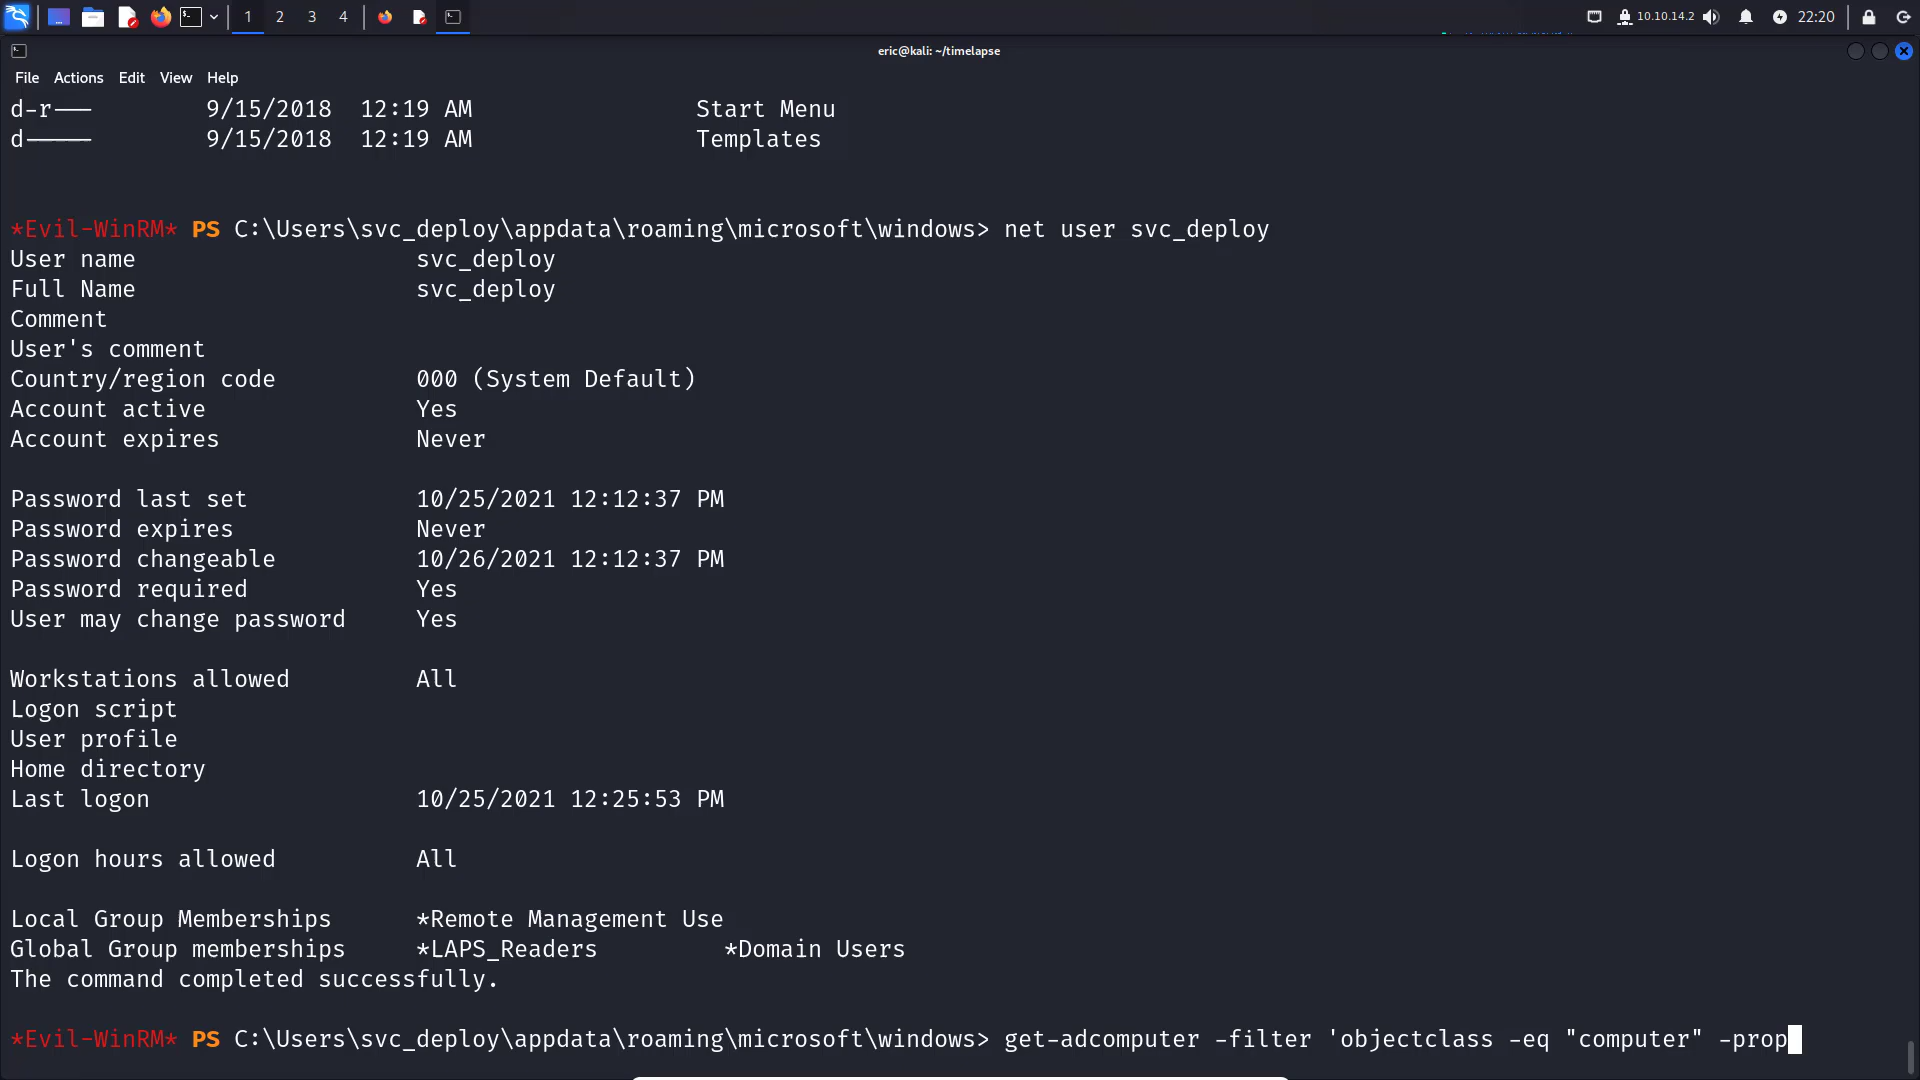 1 2 3 4 10.10.14.2 22:20
eric@kali: ~/timelapse
File Actions Edit View Help
d-r--- 9/15/2018 12:19 AM Start Menu
d----- 9/15/2018 12:19 AM Templates
*Evil-WinRM* PS C:\Users\svc_deploy\appdata\roaming\microsoft\windows> net user svc_deploy
User name svc_deploy
Full Name svc_deploy
Comment
User's comment
Country/region code 000 (System Default)
Account active Yes
Account expires Never
Password last set 10/25/2021 12:12:37 PM
Password expires Never
Password changeable 10/26/2021 12:12:37 PM
Password required Yes
User may change password Yes
Workstations allowed All
Logon script
User profile
Home directory
Last logon 10/25/2021 12:25:53 PM
Logon hours allowed All
Local Group Memberships *Remote Management Use
Global Group memberships *LAPS_Readers *Domain Users
The command completed successfully.
*Evil-WinRM* PS C:\Users\svc_deploy\appdata\roaming\microsoft\windows> get-adcomputer -filter 'objectclass -eq "computer" -prop